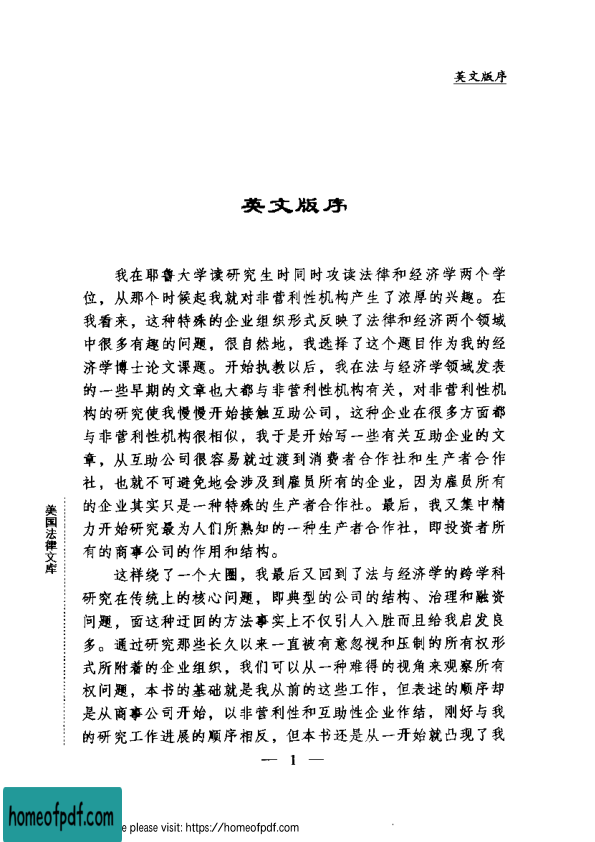 英文版序
英文版序
我在耶鲁大学读研究生时同时攻读法律和经济学两个学
位，从那个时候起我就对非营利性机构产生了浓厚的兴趣。在
我看来，这种特殊的企业组织形式反映了法律和经济两个领域
中很多有趣的问题，很自然地，我选择了这个题目作为我的经
济学博士论文课题。开始执教以后，我在法与经济学领域发表
的一些早期的文章也大都与非营利性机构有关，对非营利性机
构的研究使我慢慢开始接触互助公司，这种企业在很多方面都
与非营利性机构很相似，我于是开始写一些有关互助企业的文
章，从互助公司很容易就过渡到消费者合作社和生产者合作
社，也就不可避免地会涉及到雇员所有的企业，因为雇员所有
的企业其实只是一种特殊的生产者合作社。最后，我又集中精
力开始研究最为人们所熟知的一种生产者合作社，即投资者所
有的商事公司的作用和结构。
这样绕了一个大圈，我最后又回到了法与经济学的跨学科
研究在传统上的核心问题，即典型的公司的结构、治理和融资
问题，面这种迂回的方法事实上不仅引人入胜而且给我启发良
多。通过研究那些长久以来一直被有意忽视和压制的所有权形
式所附着的企业组织，我们可以从一种难得的视角来观察所有
权问题，本书的基础就是我从前的这些工作，但表述的顺序却
是从商事公司开始，以非营利性和互助性企业作结，刚好与我
的研究工作进展的顺序相反，但本书还是从一开始就凸现了我
美国法律文库
— 1 —
homeofpdf.com
e please visit: https://homeofpdf.com